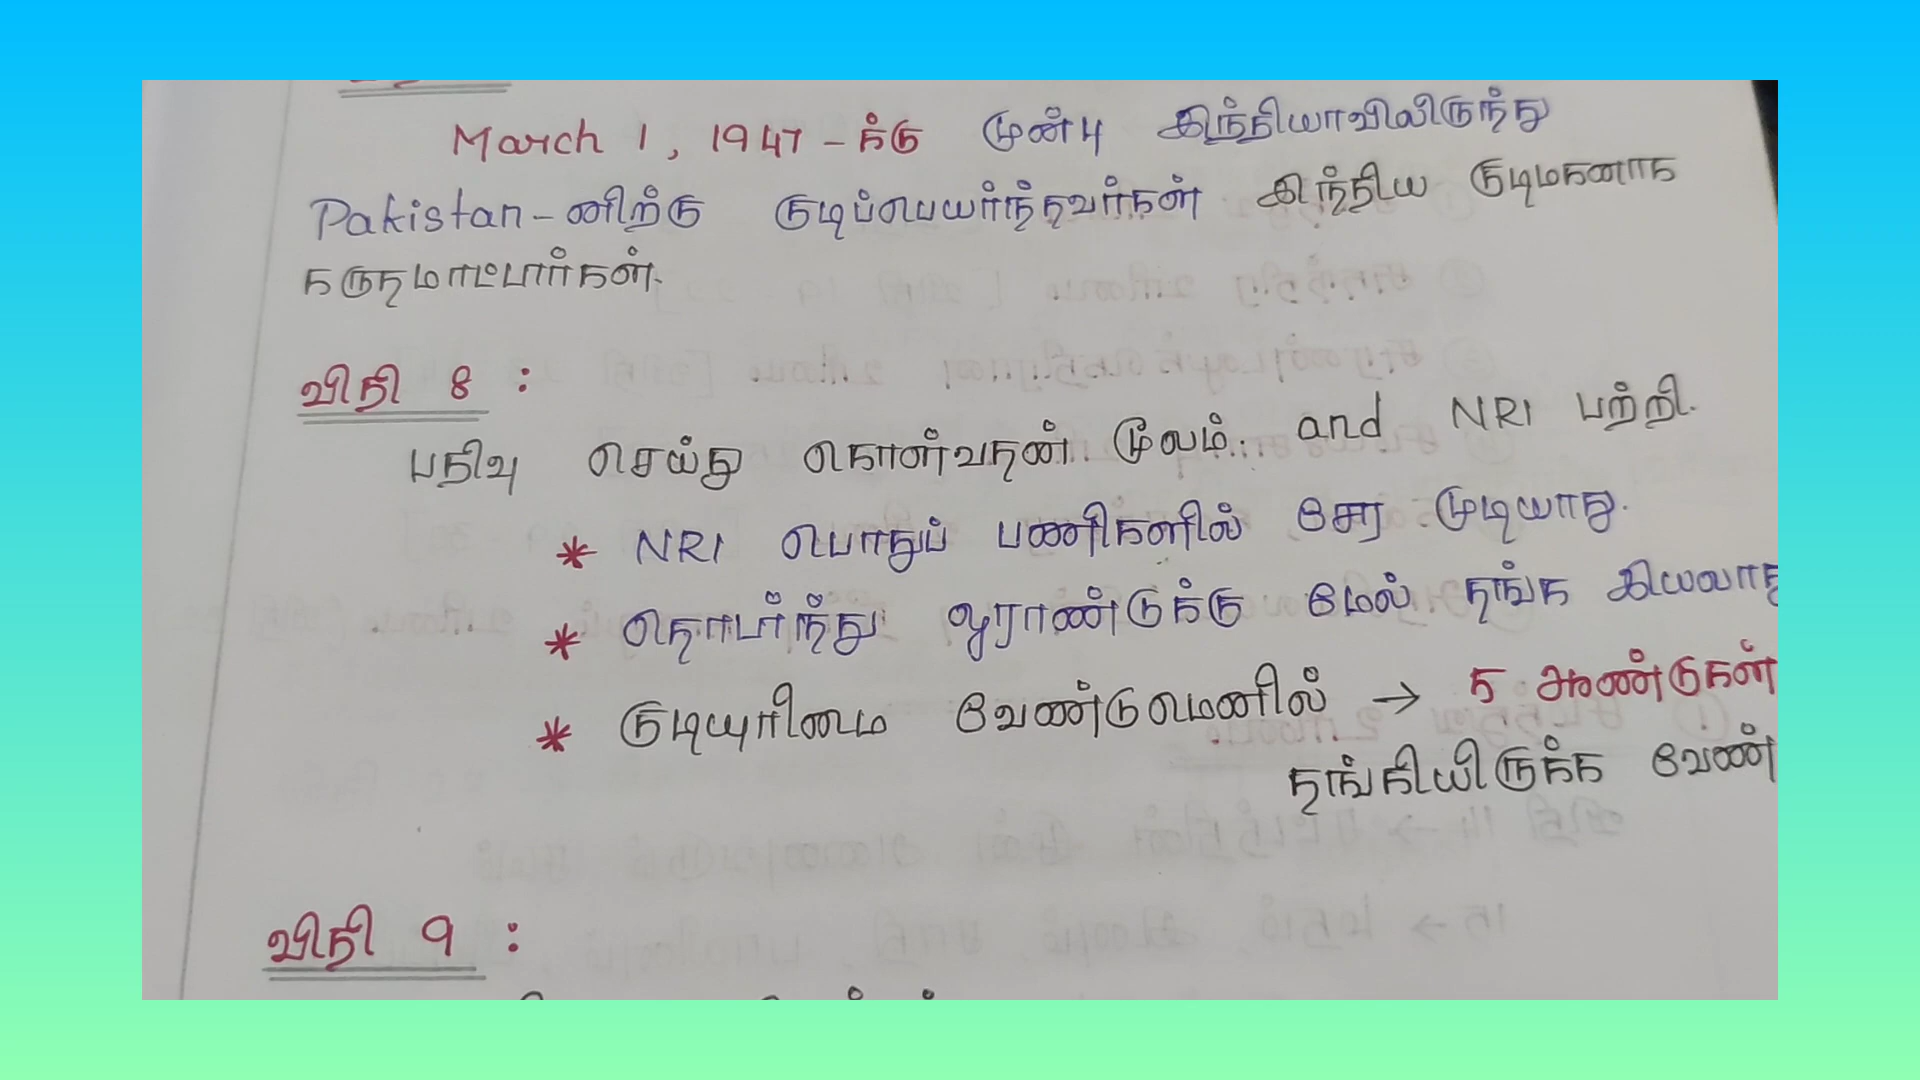 March 1, 1947 - க்கு முன்பு இந்தியாவிலிருந்து
Pakistan - னிற்கு குடிப்பெயர்ந்தவர்கள் இந்திய குடிமகனாக
கருதமாட்டார்கள்.
விதி 8 :
பதிவு செய்து கொள்வதன் மூலம். and NRI பற்றி.
* NRI பொதுப் பணிகளில் சேர முடியாது.
* தொடர்ந்து ஓராண்டுக்கு மேல் தங்க இயலாது
* குடியுரிமை வேண்டுமெனில் → 5 ஆண்டுகள்
தங்கியிருக்க வேண்
விதி 9 :